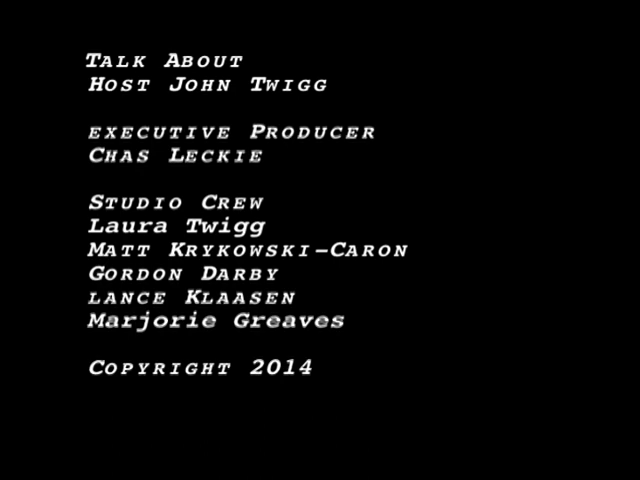 Talk About
Host John Twigg
executive Producer
Chas Leckie
Studio Crew
Laura Twigg
Matt Krykowski-Caron
Gordon Darby
lance Klaasen
Marjorie Greaves
Copyright 2014